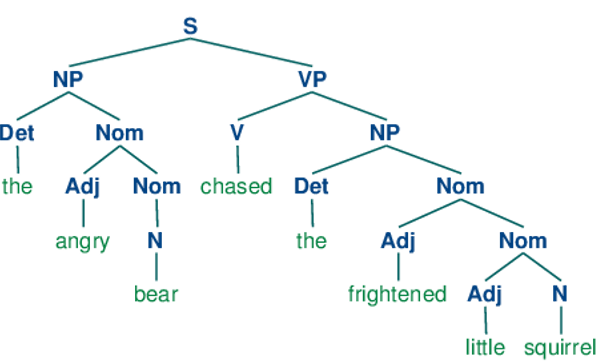 S
NP VP
Det Nom V NP
the Adj Nom chased Det Nom
angry N the Adj Nom
bear frightened Adj N
little squirrel